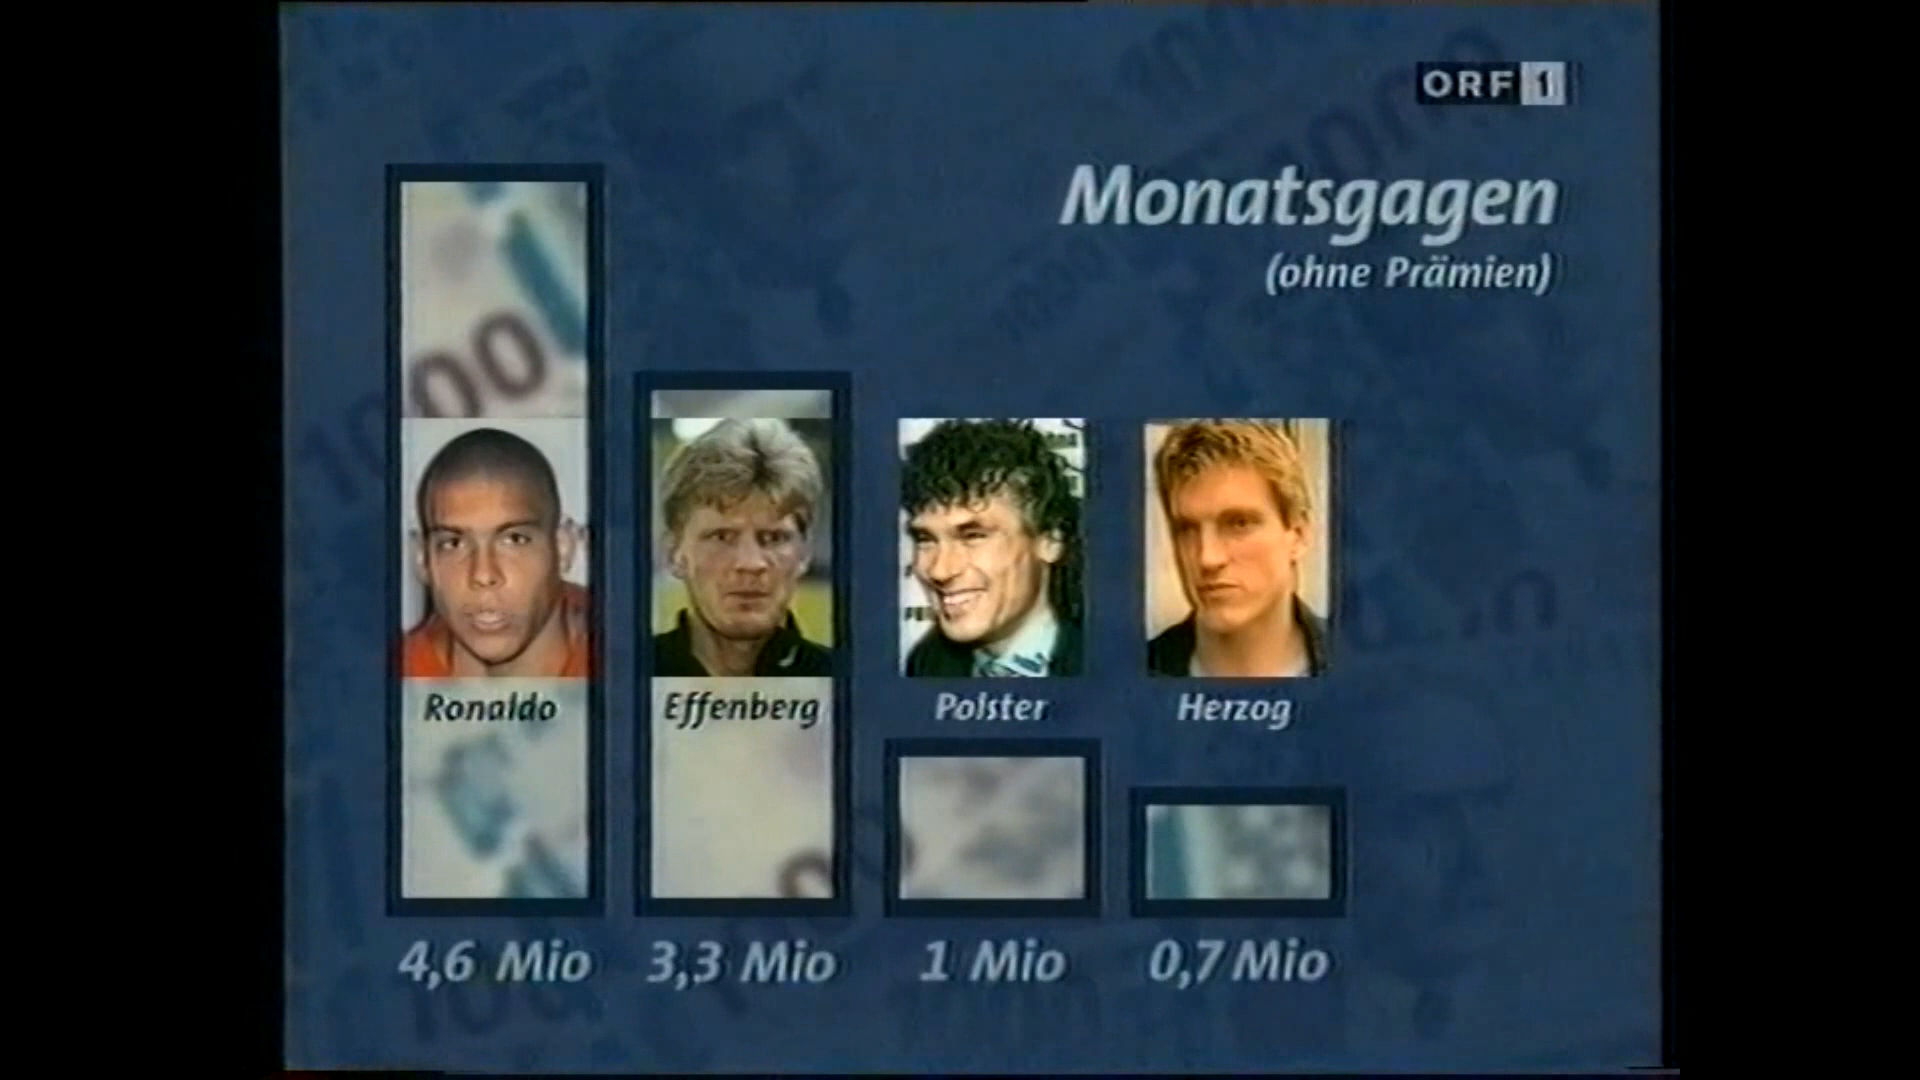 ORF 1
Monatsgagen
(ohne Prämien)
1000
Ronaldo
Effenberg
Polster
Herzog
4,6 Mio
3,3 Mio
1 Mio
0,7 Mio